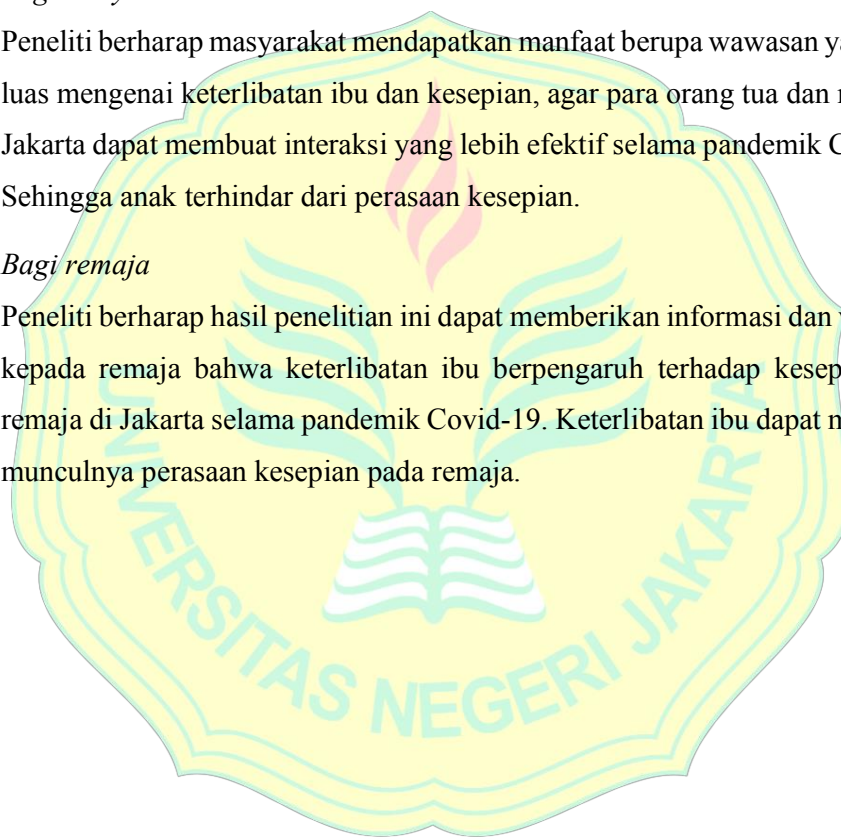 Peneliti berharap masyarakat mendapatkan manfaat berupa wawasan
luas mengenai keterlibatan ibu dan kesepian, agar para orang tua dan
Jakarta dapat membuat interaksi yang lebih efektif selama pandemik
Sehingga anak terhindar dari perasaan kesepian.
Bagi remaja
Peneliti berharap hasil penelitian ini dapat memberikan informasi dan
kepada remaja bahwa keterlibatan ibu berpengaruh terhadap
remaja di Jakarta selama pandemik Covid-19. Keterlibatan ibu dapat
munculnya perasaan kesepian pada remaja.
UNIVERSITAS NEGERI JAKARTA